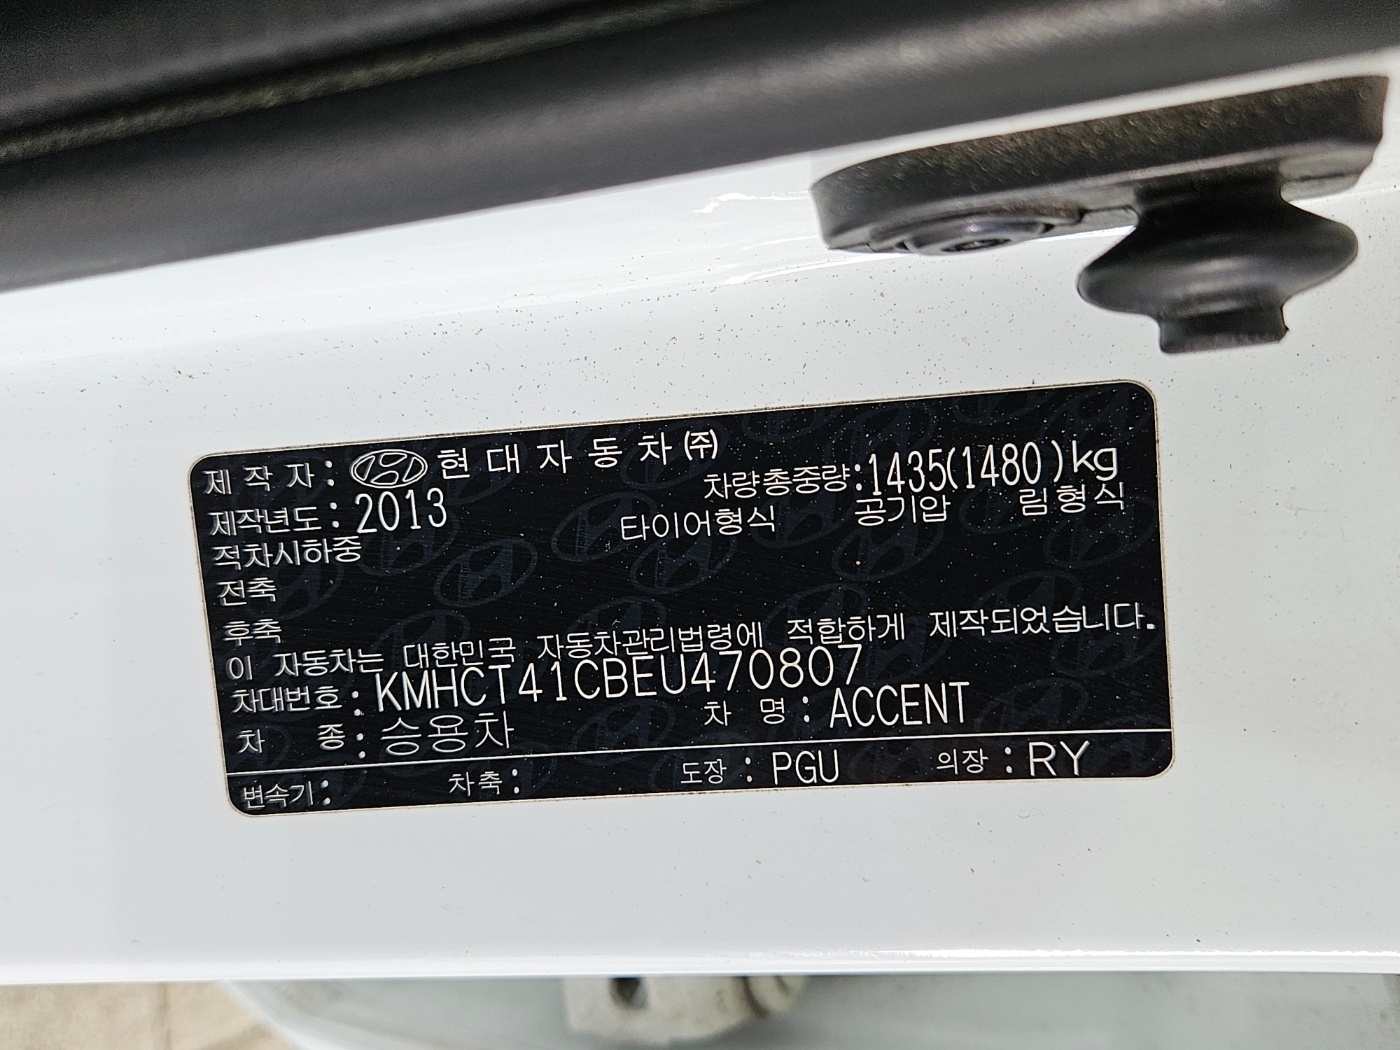 제 작 자 : HYUNDAI 현 대 자 동 차 ㈜
제작년도 : 2013 차량총중량:1435(1480)kg
적차시하중 타이어형식 공기압 림형식
전축
후축
이 자동차는 대한민국 자동차관리법령에 적합하게 제작되었습니다.
차대번호 : KMHCT41CBEU470807
차 종 : 승용차 차 명 : ACCENT
변속기 : 차축 : 도장 : PGU 의장 : RY